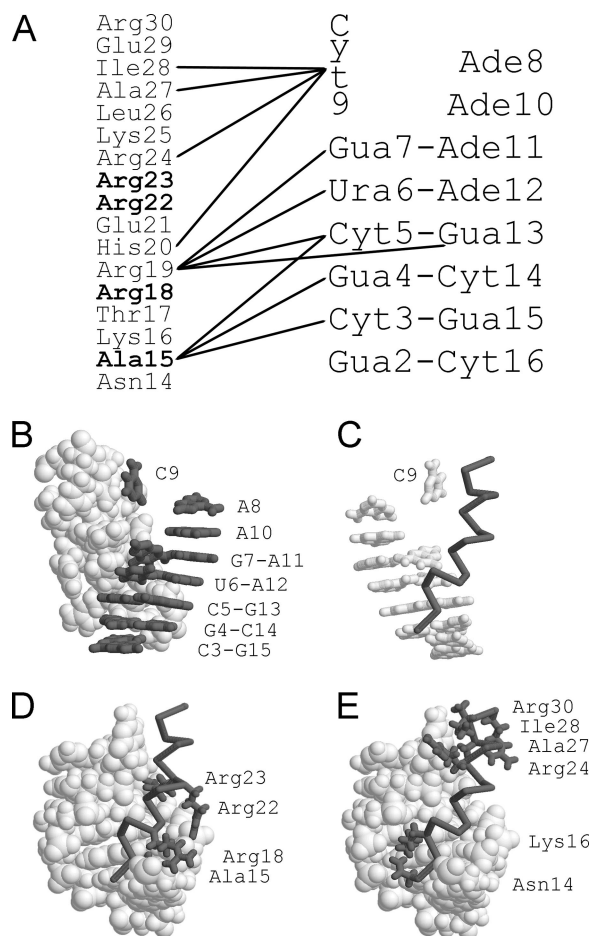 A
Arg30
Glu29
Ile28
Ala27
Leu26
Lys25
Arg24
Arg23
Arg22
Glu21
His20
Arg19
Arg18
Thr17
Lys16
Ala15
Asn14
Cyt9
Ade8
Ade10
Gua7-Ade11
Ura6-Ade12
Cyt5-Gua13
Gua4-Cyt14
Cyt3-Gua15
Gua2-Cyt16
B
C9
A8
A10
G7-A11
U6-A12
C5-G13
G4-C14
C3-G15
C
C9
D
Arg23
Arg22
Arg18
Ala15
E
Arg30
Ile28
Ala27
Arg24
Lys16
Asn14